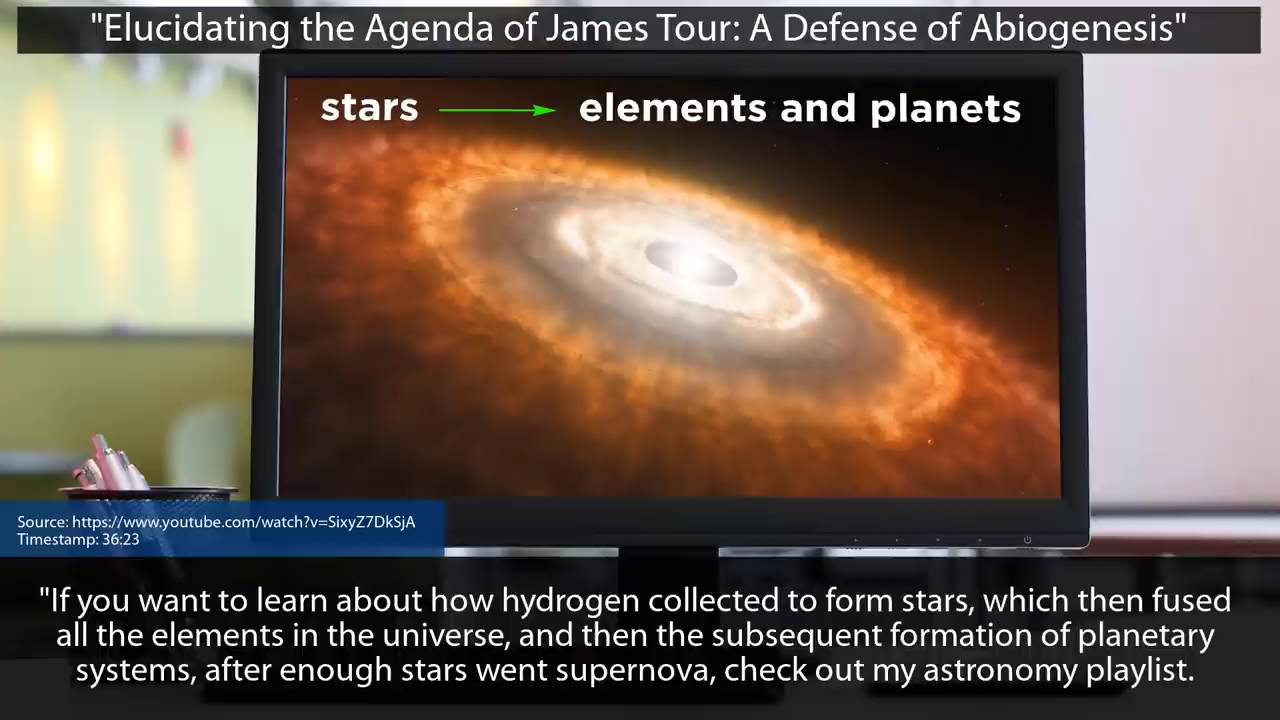 "Elucidating the Agenda of James Tour: A Defense of Abiogenesis"
stars → elements and planets
Source: https://www.youtube.com/watch?v=SixyZ7DkSjA
Timestamp: 36:23
"If you want to learn about how hydrogen collected to form stars, which then fused
all the elements in the universe, and then the subsequent formation of planetary
systems, after enough stars went supernova, check out my astronomy playlist.